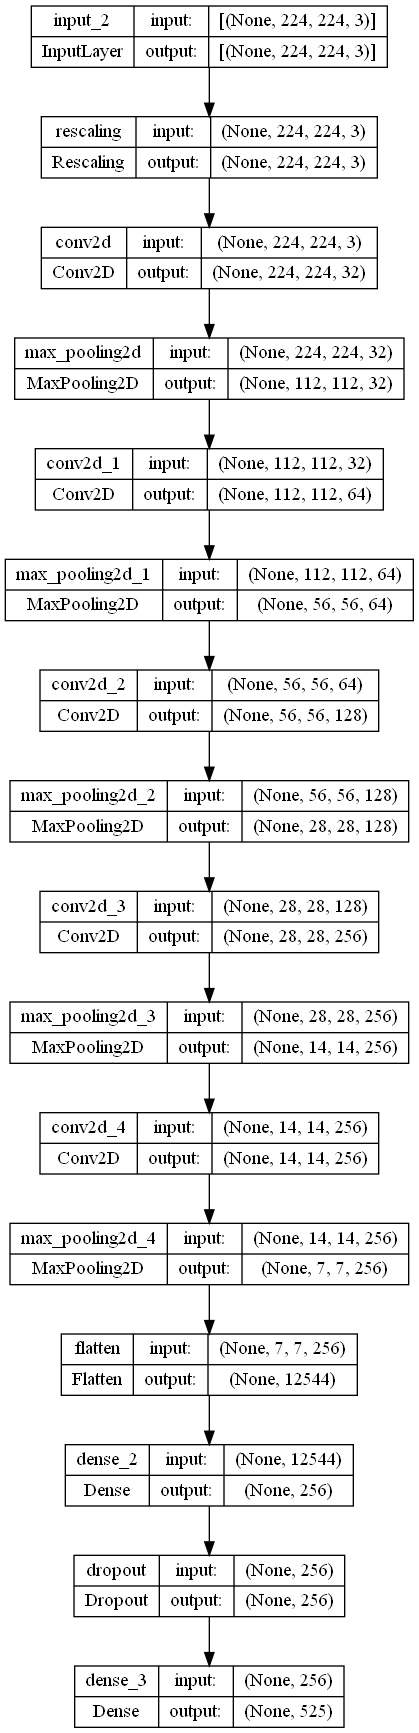 input_2 input: [(None, 224, 224, 3)]
InputLayer output: [(None, 224, 224, 3)]
rescaling input: (None, 224, 224, 3)
Rescaling output: (None, 224, 224, 3)
conv2d input: (None, 224, 224, 3)
Conv2D output: (None, 224, 224, 32)
max_pooling2d input: (None, 224, 224, 32)
MaxPooling2D output: (None, 112, 112, 32)
conv2d_1 input: (None, 112, 112, 32)
Conv2D output: (None, 112, 112, 64)
max_pooling2d_1 input: (None, 112, 112, 64)
MaxPooling2D output: (None, 56, 56, 64)
conv2d_2 input: (None, 56, 56, 64)
Conv2D output: (None, 56, 56, 128)
max_pooling2d_2 input: (None, 56, 56, 128)
MaxPooling2D output: (None, 28, 28, 128)
conv2d_3 input: (None, 28, 28, 128)
Conv2D output: (None, 28, 28, 256)
max_pooling2d_3 input: (None, 28, 28, 256)
MaxPooling2D output: (None, 14, 14, 256)
conv2d_4 input: (None, 14, 14, 256)
Conv2D output: (None, 14, 14, 256)
max_pooling2d_4 input: (None, 14, 14, 256)
MaxPooling2D output: (None, 7, 7, 256)
flatten input: (None, 7, 7, 256)
Flatten output: (None, 12544)
dense_2 input: (None, 12544)
Dense output: (None, 256)
dropout input: (None, 256)
Dropout output: (None, 256)
dense_3 input: (None, 256)
Dense output: (None, 525)